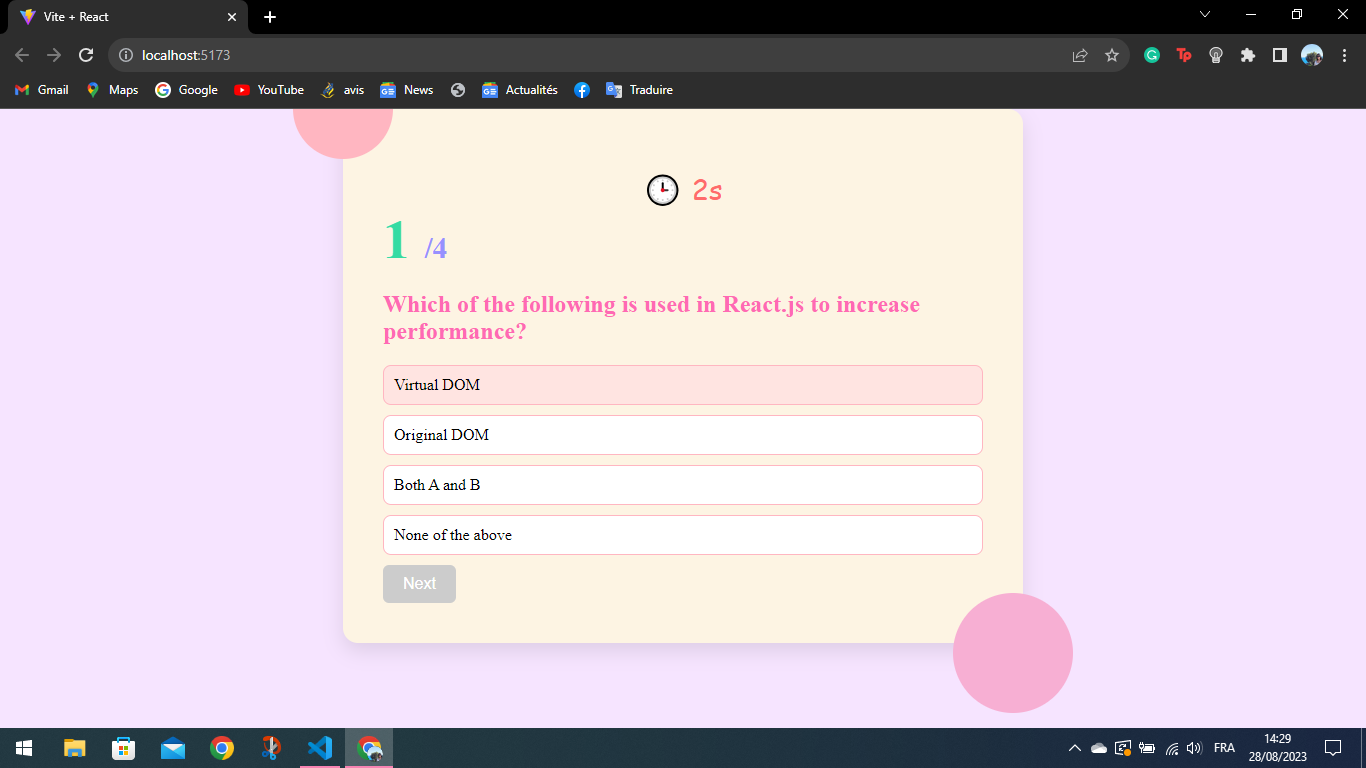 Vite + React
localhost:5173
Gmail Maps Google YouTube avis News Actualités Traduire
2s
1 /4
Which of the following is used in React.js to increase
performance?
Virtual DOM
Original DOM
Both A and B
None of the above
Next
FRA
14:29
28/08/2023